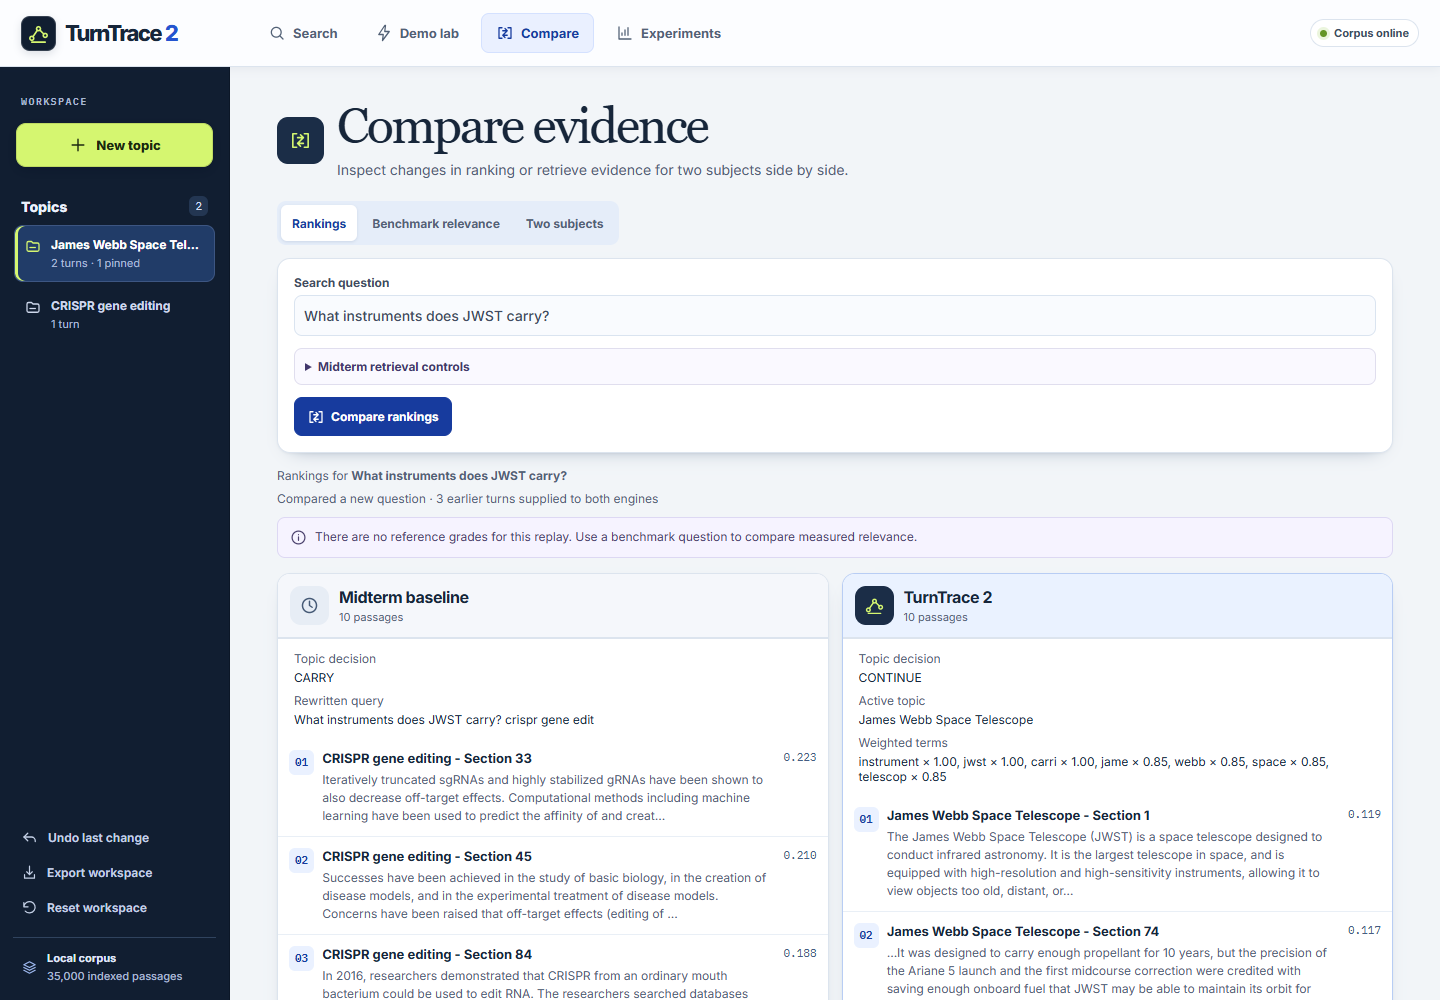 TurnTrace 2
Search
Demo lab
Compare
Experiments
Corpus online
WORKSPACE
New topic
Topics
2
James Webb Space Tel...
2 turns · 1 pinned
CRISPR gene editing
1 turn
Undo last change
Export workspace
Reset workspace
Local corpus
35,000 indexed passages
Compare evidence
Inspect changes in ranking or retrieve evidence for two subjects side by side.
Rankings
Benchmark relevance
Two subjects
Search question
What instruments does JWST carry?
Midterm retrieval controls
Compare rankings
Rankings for What instruments does JWST carry?
Compared a new question · 3 earlier turns supplied to both engines
There are no reference grades for this replay. Use a benchmark question to compare measured relevance.
Midterm baseline
10 passages
Topic decision
CARRY
Rewritten query
What instruments does JWST carry? crispr gene edit
01
CRISPR gene editing - Section 33
0.223
Iteratively truncated sgRNAs and highly stabilized gRNAs have been shown to
also decrease off-target effects. Computational methods including machine
learning have been used to predict the affinity of and creat...
02
CRISPR gene editing - Section 45
0.210
Successes have been achieved in the study of basic biology, in the creation of
disease models, and in the experimental treatment of disease models.
Concerns have been raised that off-target effects (editing of ...
03
CRISPR gene editing - Section 84
0.188
In 2016, researchers demonstrated that CRISPR from an ordinary mouth
bacterium could be used to edit RNA. The researchers searched databases
TurnTrace 2
10 passages
Topic decision
CONTINUE
Active topic
James Webb Space Telescope
Weighted terms
instrument × 1.00, jwst × 1.00, carri × 1.00, jame × 0.85, webb × 0.85, space × 0.85,
telescop × 0.85
01
James Webb Space Telescope - Section 1
0.119
The James Webb Space Telescope (JWST) is a space telescope designed to
conduct infrared astronomy. It is the largest telescope in space, and is
equipped with high-resolution and high-sensitivity instruments, allowing it to
view objects too old, distant, or...
02
James Webb Space Telescope - Section 74
0.117
...It was designed to carry enough propellant for 10 years, but the precision of
the Ariane 5 launch and the first midcourse correction were credited with
saving enough onboard fuel that JWST may be able to maintain its orbit for